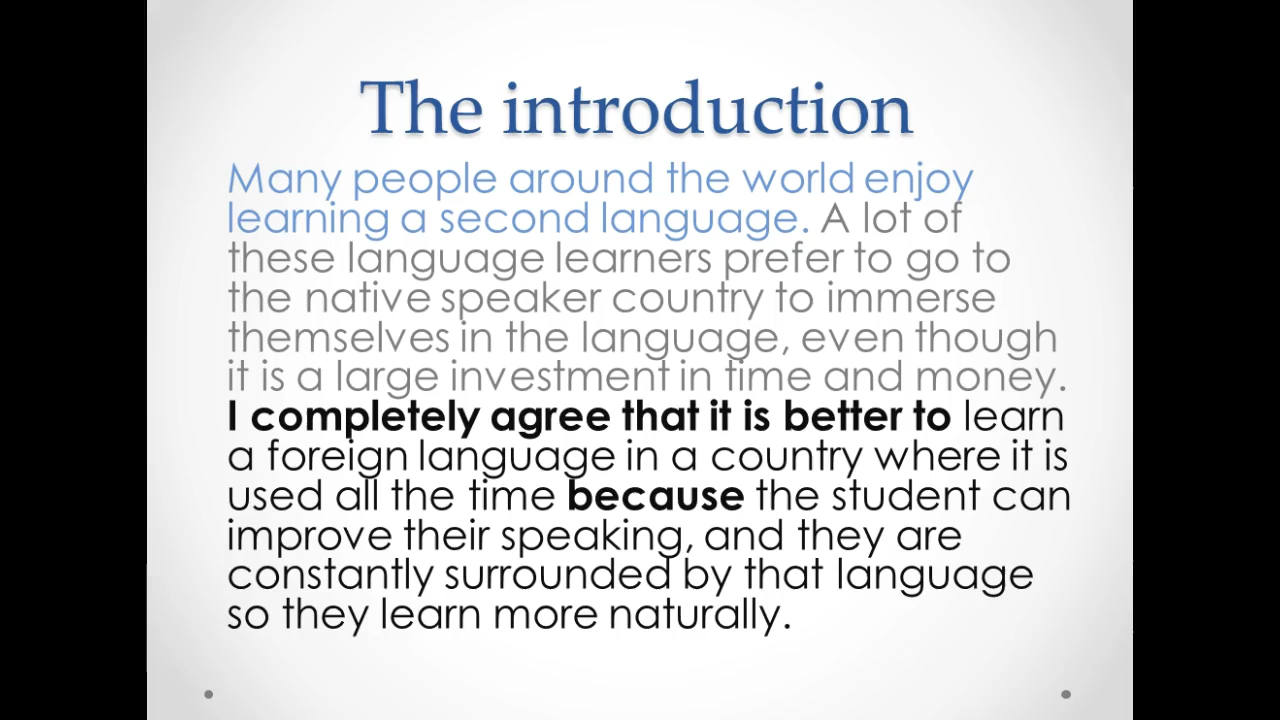 The introduction
Many people around the world enjoy
learning a second language. A lot of
these language learners prefer to go to
the native speaker country to immerse
themselves in the language, even though
it is a large investment in time and money.
I completely agree that it is better to learn
a foreign language in a country where it is
used all the time because the student can
improve their speaking, and they are
constantly surrounded by that language
so they learn more naturally.